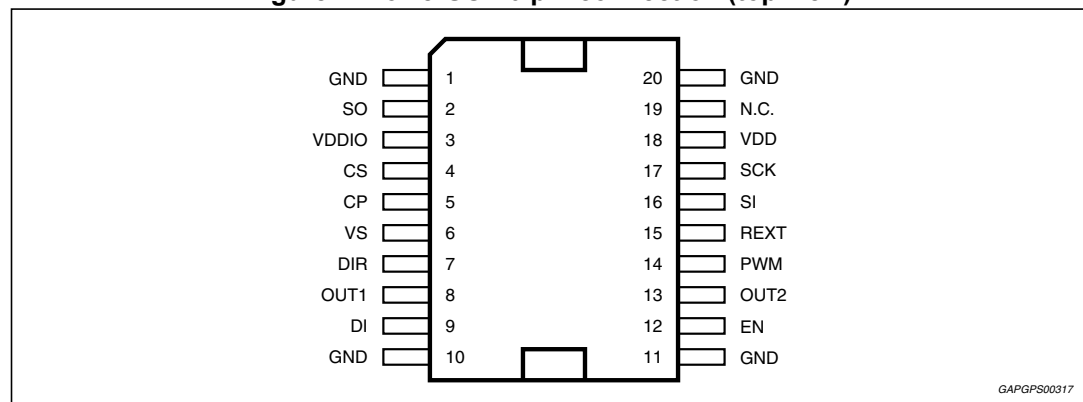 GND 1 20 GND
SO 2 19 N.C.
VDDIO 3 18 VDD
CS 4 17 SCK
CP 5 16 SI
VS 6 15 REXT
DIR 7 14 PWM
OUT1 8 13 OUT2
DI 9 12 EN
GND 10 11 GND
GAPGPS00317